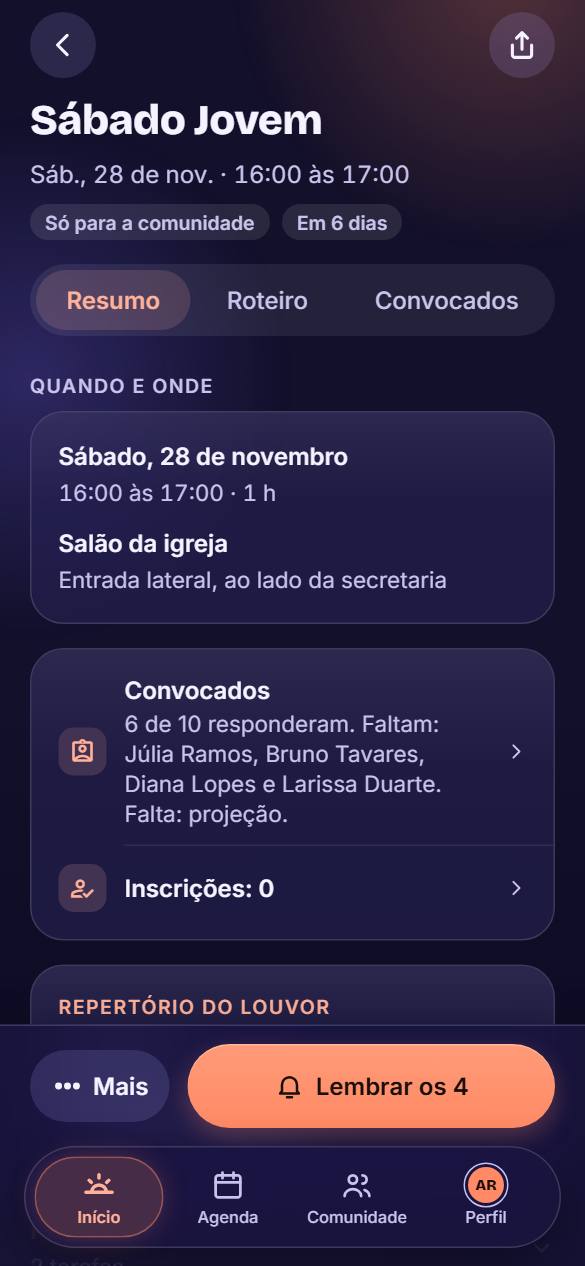 Sábado Jovem
Sáb., 28 de nov. · 16:00 às 17:00
Só para a comunidade
Em 6 dias
Resumo
Roteiro
Convocados
QUANDO E ONDE
Sábado, 28 de novembro
16:00 às 17:00 · 1 h
Salão da igreja
Entrada lateral, ao lado da secretaria
Convocados
6 de 10 responderam. Faltam:
Júlia Ramos, Bruno Tavares,
Diana Lopes e Larissa Duarte.
Falta: projeção.
Inscrições: 0
REPERTÓRIO DO LOUVOR
Mais
Lembrar os 4
Início
Agenda
Comunidade
AR
Perfil